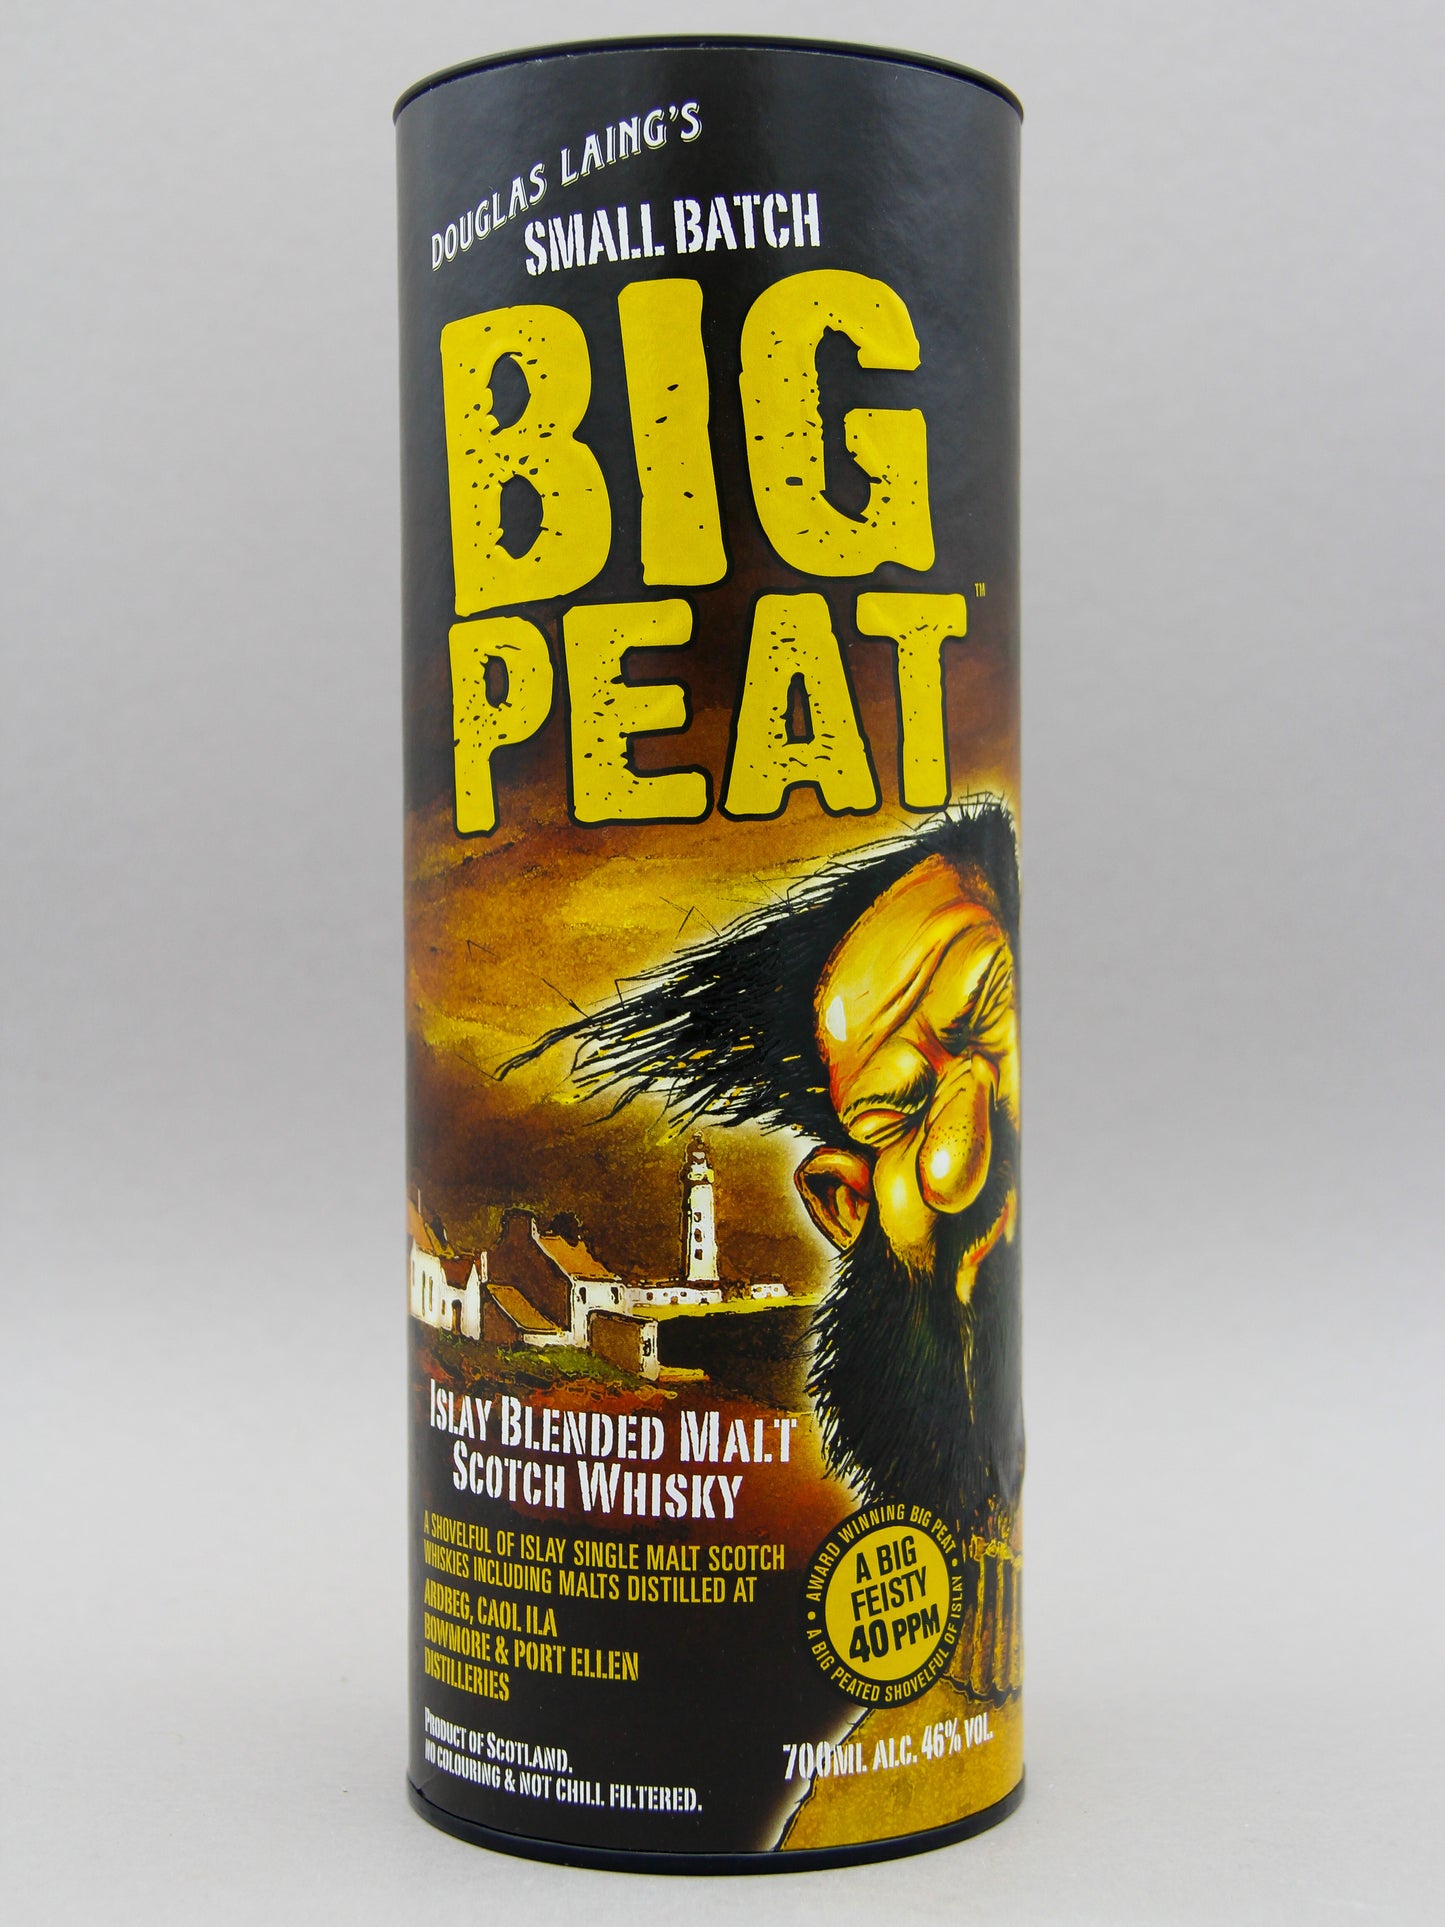 DOUGLAS LAING'S
SMALL BATCH
BIG
PEAT™
ISLAY BLENDED MALT
SCOTCH WHISKY
A SHOVELFUL OF ISLAY SINGLE MALT SCOTCH
WHISKIES INCLUDING MALTS DISTILLED AT
ARDBEG, CAOL ILA
BOWMORE & PORT ELLEN
DISTILLERIES
• AWARD WINNING BIG PEAT •
A BIG
FEISTY
40 PPM
A BIG PEATED SHOVELFUL OF ISLAY
PRODUCT OF SCOTLAND.
NO COLOURING & NOT CHILL FILTERED.
700ML ALC. 46% VOL.